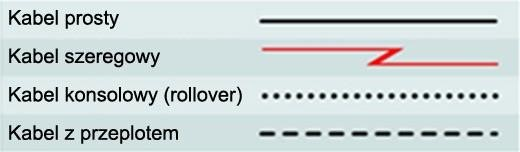 Kabel prosty
Kabel szeregowy
Kabel konsolowy (rollover)
Kabel z przeplotem